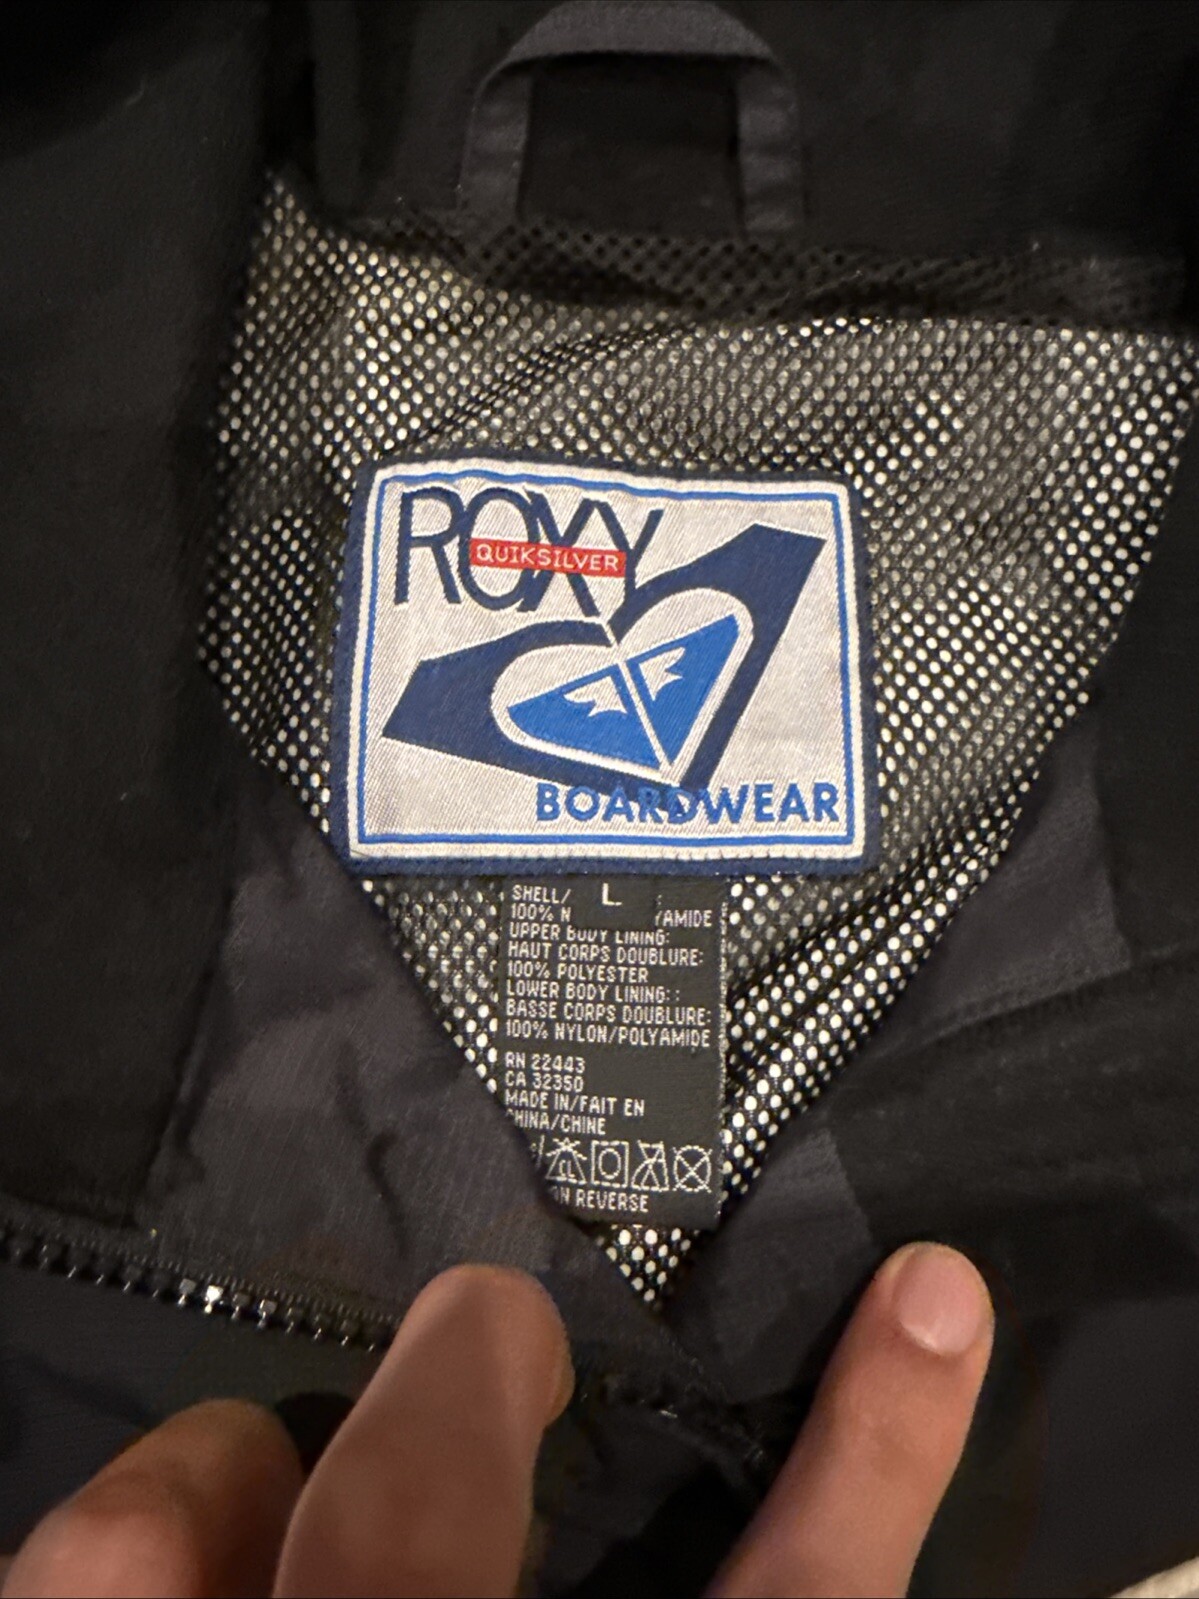 ROXY
QUIKSILVER
BOARDWEAR
L
SHELL/
100% N YAMIDE
UPPER BODY LINING:
HAUT CORPS DOUBLURE:
100% POLYESTER
LOWER BODY LINING: :
BASSE CORPS DOUBLURE:
100% NYLON/POLYAMIDE
RN 22443
CA 32350
MADE IN/FAIT EN
CHINA/CHINE
REVERSE